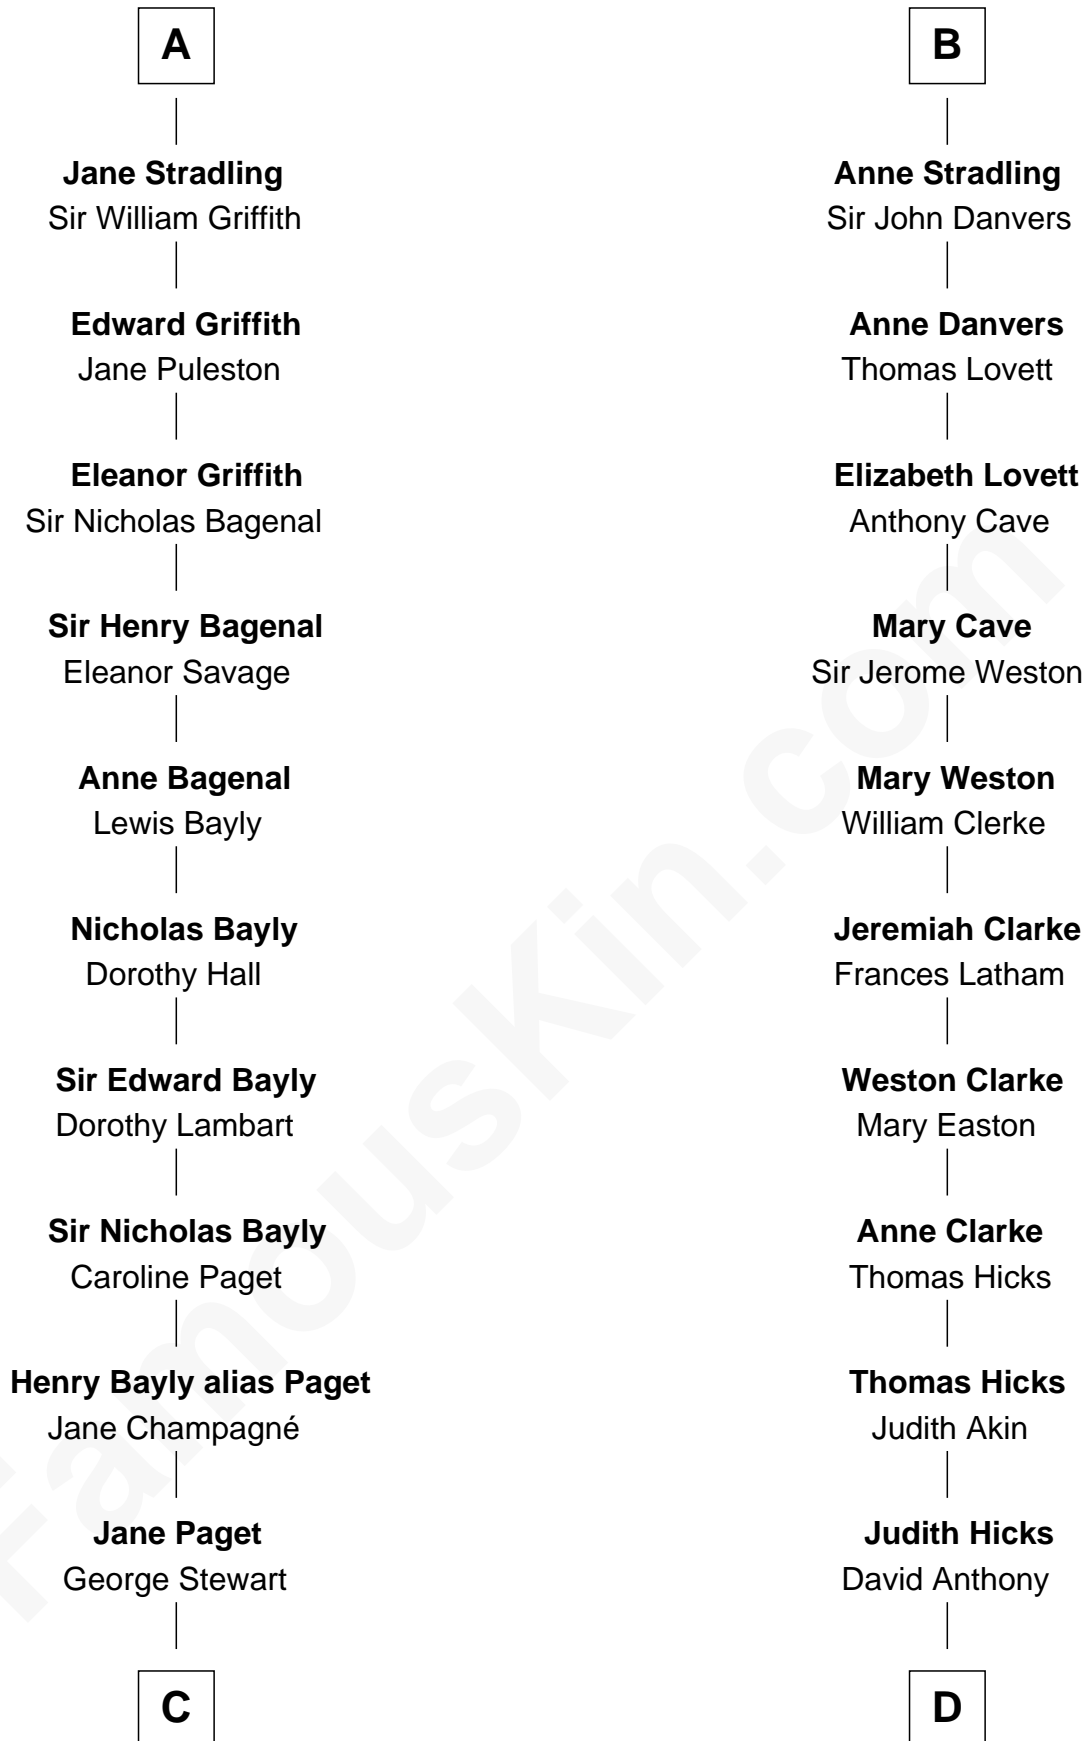 A
Jane Stradling
Sir William Griffith
Edward Griffith
Jane Puleston
Eleanor Griffith
Sir Nicholas Bagenal
Sir Henry Bagenal
Eleanor Savage
Anne Bagenal
Lewis Bayly
Nicholas Bayly
Dorothy Hall
Sir Edward Bayly
Dorothy Lambart
Sir Nicholas Bayly
Caroline Paget
Henry Bayly alias Paget
Jane Champagné
Jane Paget
George Stewart
C
B
Anne Stradling
Sir John Danvers
Anne Danvers
Thomas Lovett
Elizabeth Lovett
Anthony Cave
Mary Cave
Sir Jerome Weston
Mary Weston
William Clerke
Jeremiah Clarke
Frances Latham
Weston Clarke
Mary Easton
Anne Clarke
Thomas Hicks
Thomas Hicks
Judith Akin
Judith Hicks
David Anthony
D
FamousKin.com